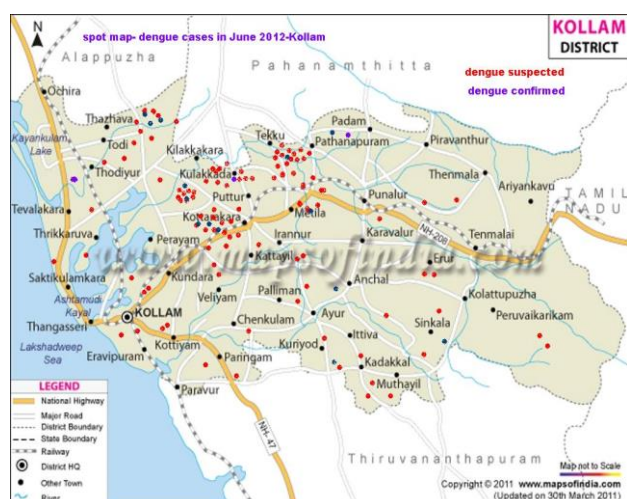 N
spot map- dengue cases in June 2012-Kollam
KOLLAM
DISTRICT
Alappuzha
Pahanamthitta
dengue suspected
dengue confirmed
Ochira
Thazhava
Kayankulam
Lake
Todi
Kilakkakara
Tekku
Padam
Pathanapuram
Piravanthur
Thodiyur
Kulakkada
Thenmala
Ariyankavu
Puttur
Punalur
TAMIL
NADU
Tevalakara
Kottarakara
Metila
Thrikkaruva
Perayam
Irannur
Karavalur
NH-208
Tenmalai
www.mapsofindia.com
Kattayil
Erur
Saktikulamkara
Kundara
Ashtamudi
Kayal
Veliyam
Palliman
Anchal
Kolattupuzha
KOLLAM
Peruvaikarikam
Thangasseri
Chenkulam
Ayur
Sinkala
Lakshadweep
Sea
Kottiyam
Ittiva
Eravipuram
Paringam
Kuriyod
Kadakkal
Muthayil
Paravur
LEGEND
National Highway
Major Road
District Boundary
State Boundary
Railway
District HQ
Other Town
River
NH-47
Thiruvananthapuram
Map not to Scale
Copyright © 2011 www.mapsofindia.com
(Updated on 30th March 2011)